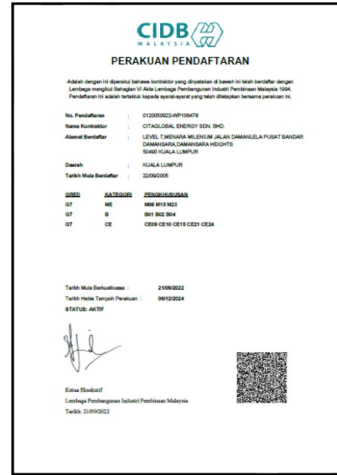 CIDB
MALAYSIA
PERAKUAN PENDAFTARAN
Adalah dengan ini diperakui bahawa kontraktor yang dinyatakan di bawah ini telah berdaftar dengan
Lembaga mengikut Bahagian VI Akta Lembaga Pembangunan Industri Pembinaan Malaysia 1994.
Pendaftaran ini adalah tertakluk kepada syarat-syarat yang telah ditetapkan bersama perakuan ini.
No. Pendaftaran : 0120050922-WP106479
Nama Kontraktor : CITAGLOBAL ENERGY SDN. BHD.
Alamat Berdaftar : LEVEL 7,MENARA MILENIUM JALAN DAMANLELA PUSAT BANDAR
DAMANSARA,DAMANSARA HEIGHTS
50490 KUALA LUMPUR
Daerah : KUALA LUMPUR
Tarikh Mula Berdaftar : 22/09/2005
GRED KATEGORI PENGKHUSUSAN
G7 ME M08 M15 M23
G7 B B01 B02 B04
G7 CE CE09 CE10 CE15 CE21 CE24
Tarikh Mula Berkuatkuasa : 21/09/2022
Tarikh Habis Tempoh Perakuan : 06/12/2024
STATUS: AKTIF
Ketua Eksekutif
Lembaga Pembangunan Industri Pembinaan Malaysia
Tarikh: 21/09/2022